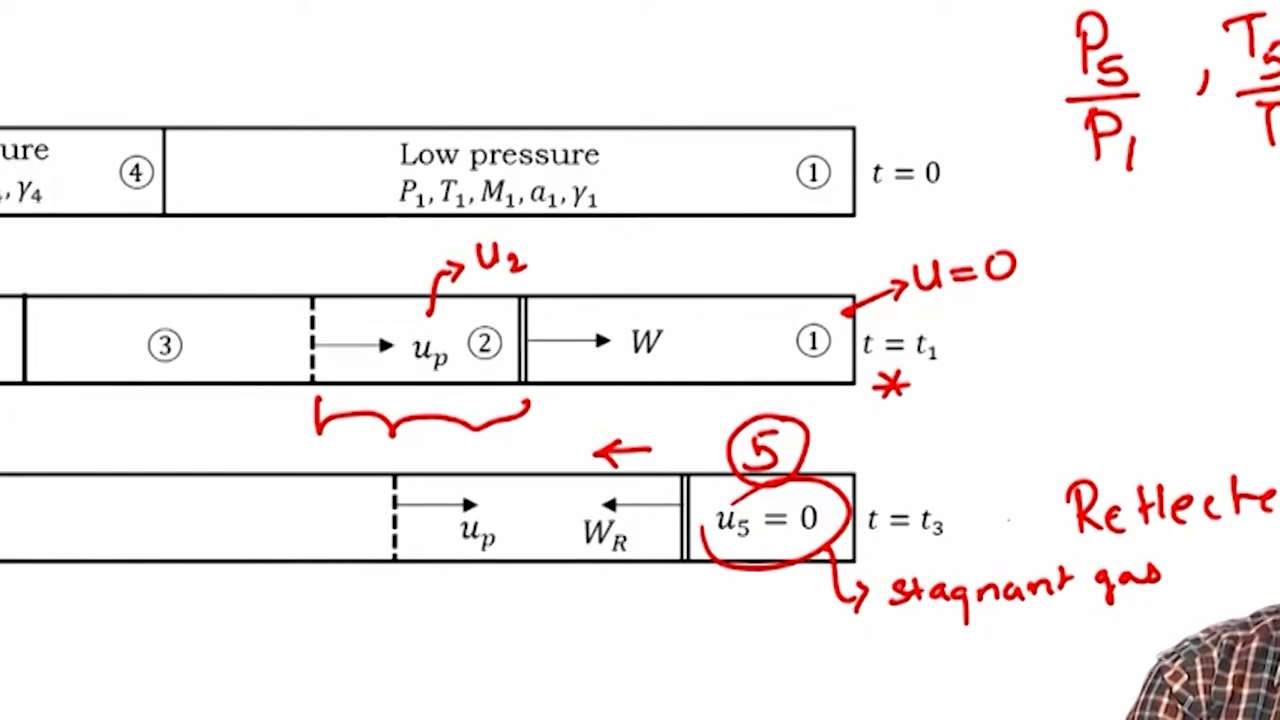 P5/P1 , T5/T
ure ④ Low pressure ① t = 0
, γ4 P1, T1, M1, a1, γ1
u2
u=0
③ up ② W ① t = t1
*
5
up WR u5 = 0 t = t3 Reflecte
stagnant gas